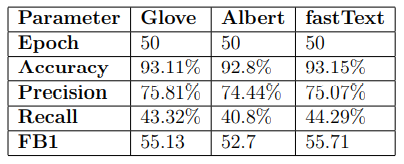 Parameter Glove Albert fastText
Epoch 50 50 50
Accuracy 93.11% 92.8% 93.15%
Precision 75.81% 74.44% 75.07%
Recall 43.32% 40.8% 44.29%
FB1 55.13 52.7 55.71